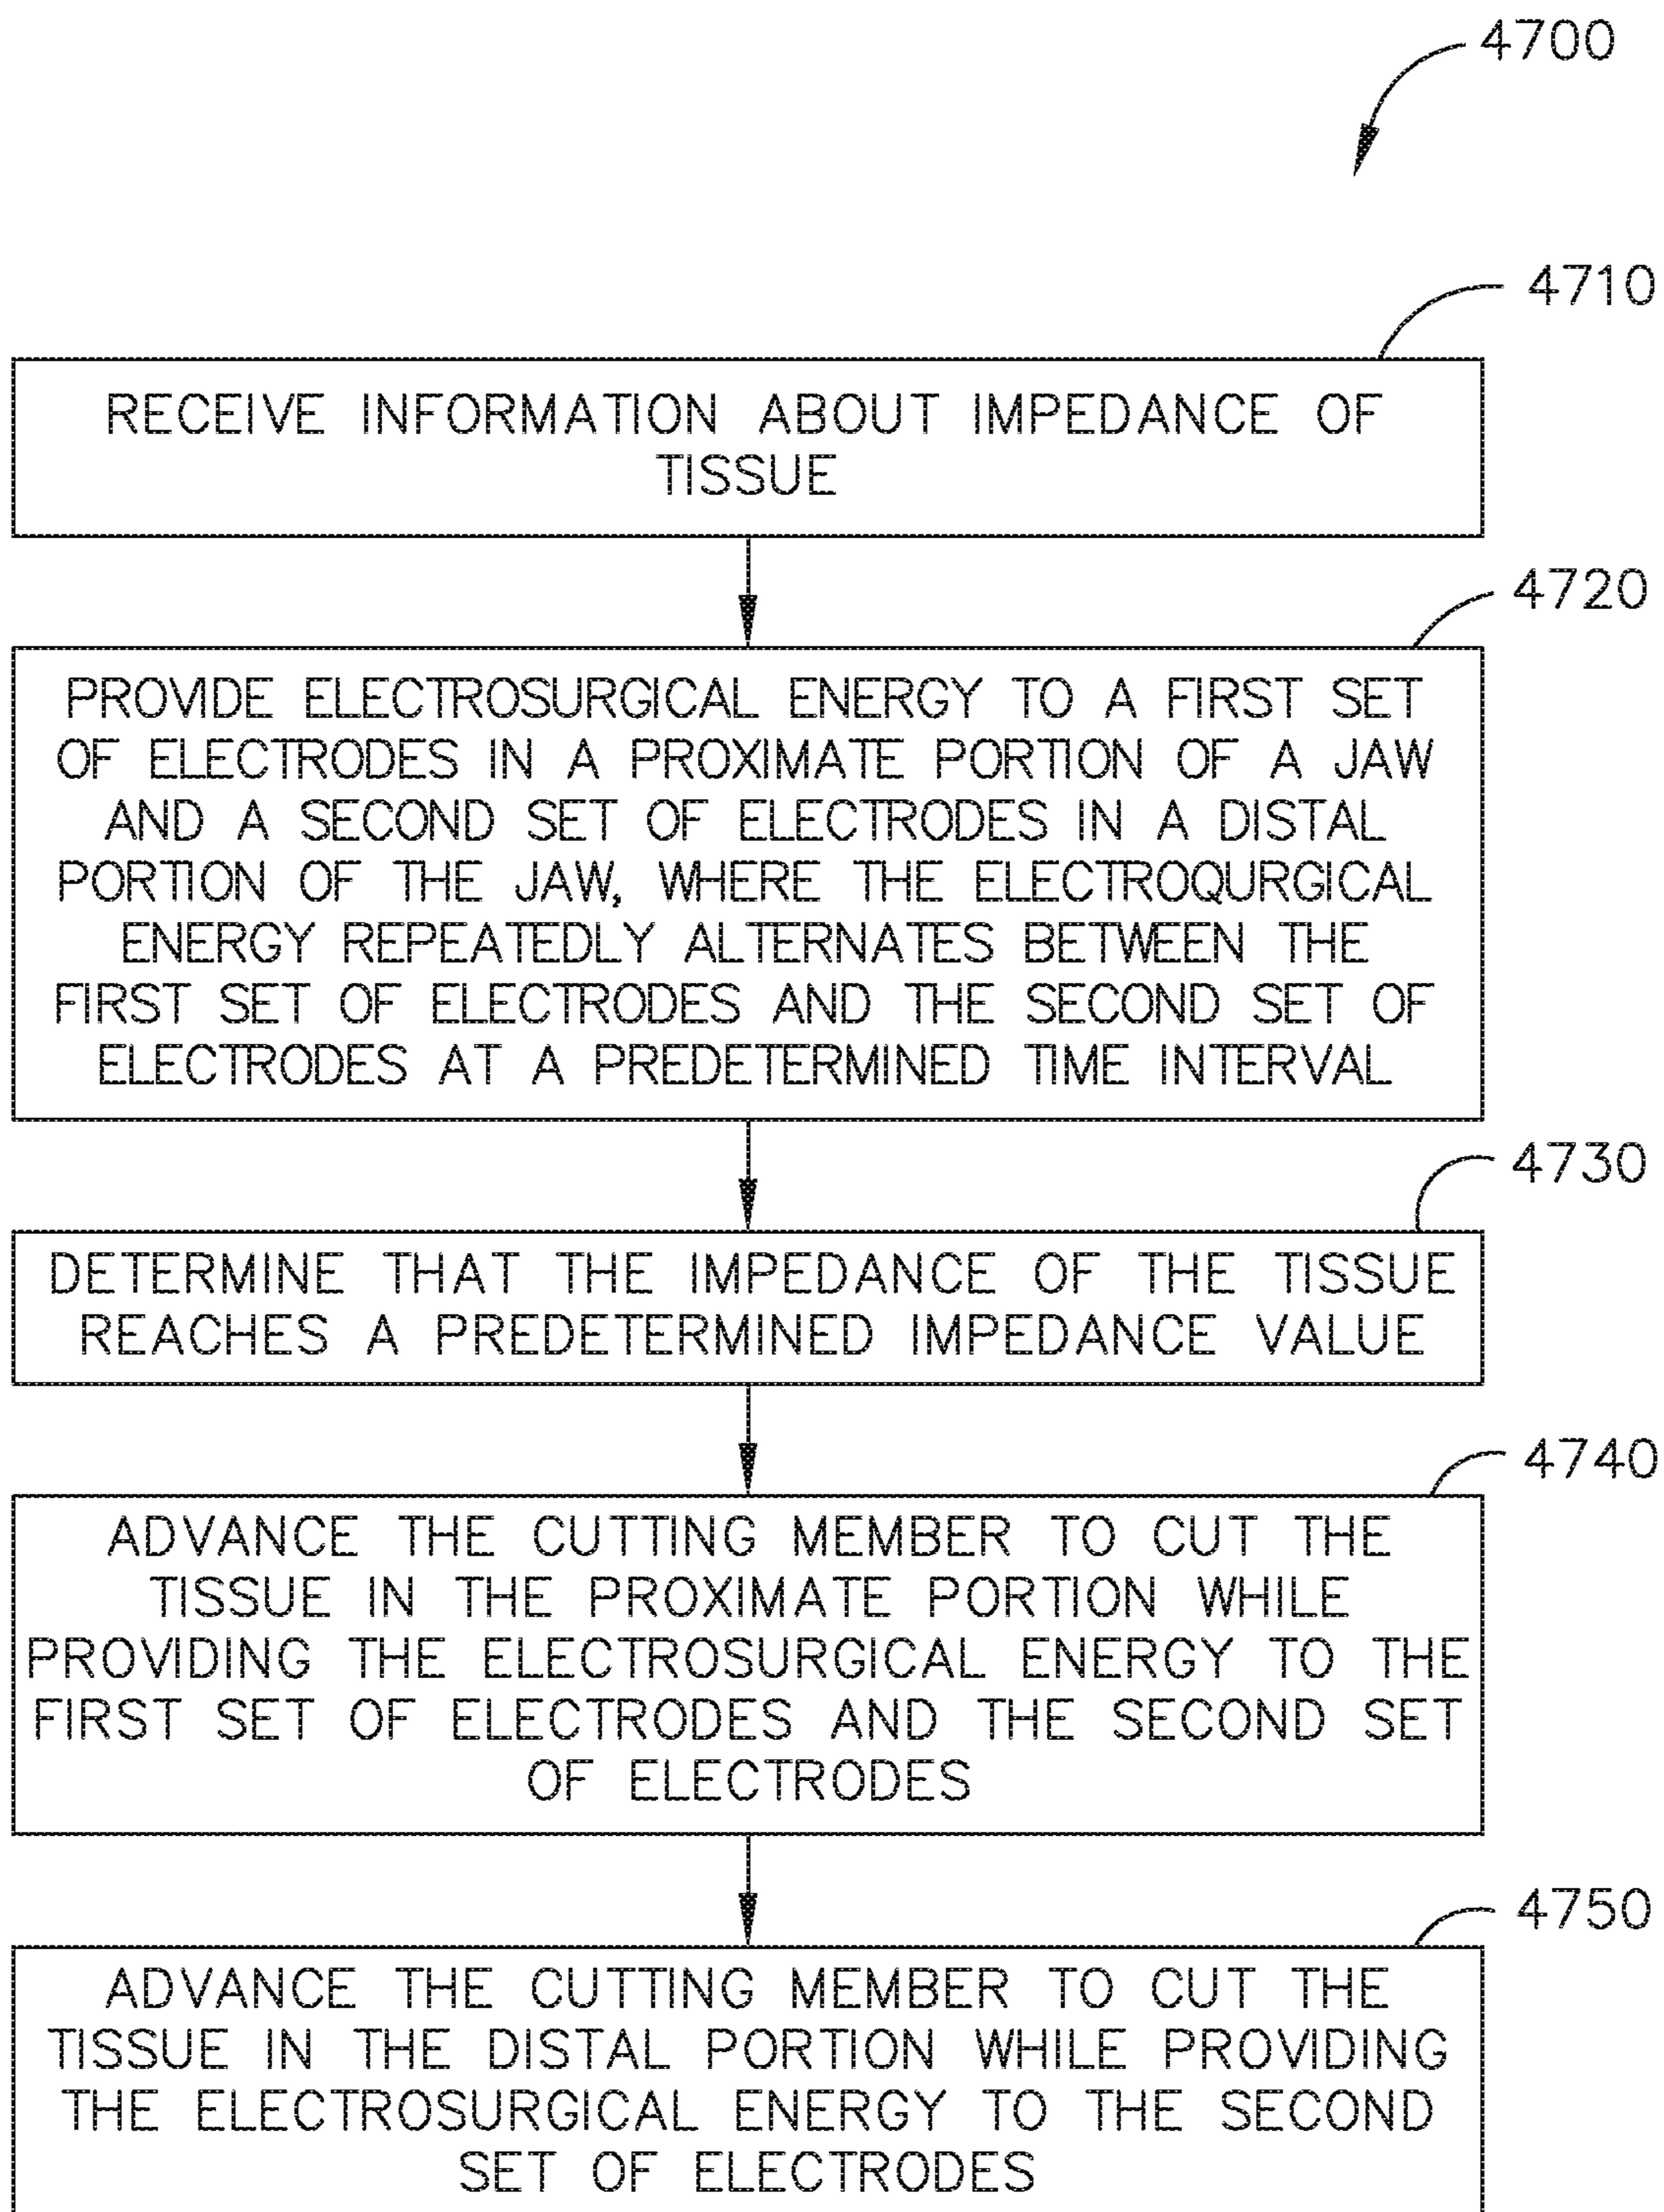 4700
4710
RECEIVE INFORMATION ABOUT IMPEDANCE OF
TISSUE
4720
PROVIDE ELECTROSURGICAL ENERGY TO A FIRST SET
OF ELECTRODES IN A PROXIMATE PORTION OF A JAW
AND A SECOND SET OF ELECTRODES IN A DISTAL
PORTION OF THE JAW, WHERE THE ELECTROQURGICAL
ENERGY REPEATEDLY ALTERNATES BETWEEN THE
FIRST SET OF ELECTRODES AND THE SECOND SET OF
ELECTRODES AT A PREDETERMINED TIME INTERVAL
4730
DETERMINE THAT THE IMPEDANCE OF THE TISSUE
REACHES A PREDETERMINED IMPEDANCE VALUE
4740
ADVANCE THE CUTTING MEMBER TO CUT THE
TISSUE IN THE PROXIMATE PORTION WHILE
PROVIDING THE ELECTROSURGICAL ENERGY TO THE
FIRST SET OF ELECTRODES AND THE SECOND SET
OF ELECTRODES
4750
ADVANCE THE CUTTING MEMBER TO CUT THE
TISSUE IN THE DISTAL PORTION WHILE PROVIDING
THE ELECTROSURGICAL ENERGY TO THE SECOND
SET OF ELECTRODES